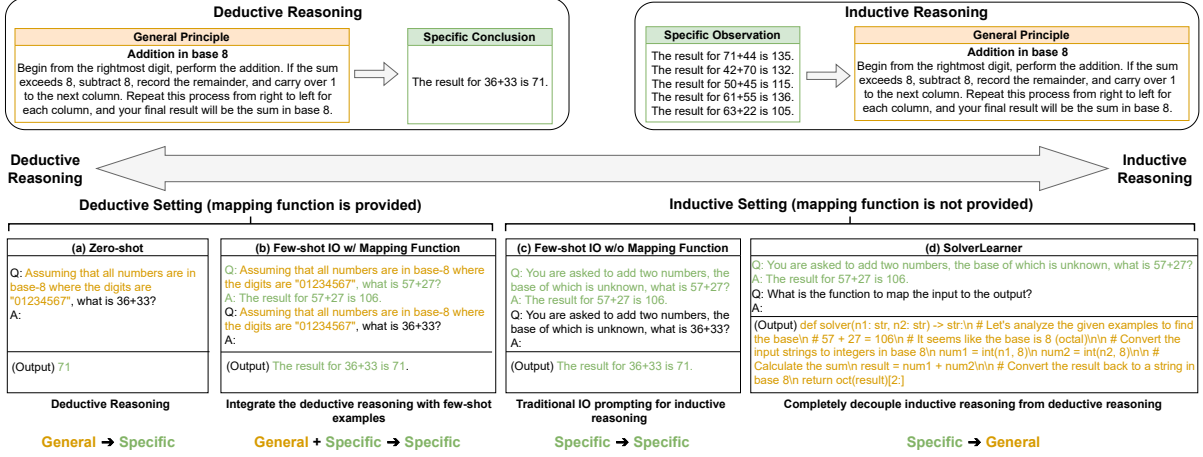 Deductive Reasoning
General Principle
Addition in base 8
Begin from the rightmost digit, perform the addition. If the sum
exceeds 8, subtract 8, record the remainder, and carry over 1
to the next column. Repeat this process from right to left for
each column, and your final result will be the sum in base 8.
Specific Conclusion
The result for 36+33 is 71.
Inductive Reasoning
Specific Observation
The result for 71+44 is 135.
The result for 42+70 is 132.
The result for 50+45 is 115.
The result for 61+55 is 136.
The result for 63+22 is 105.
General Principle
Addition in base 8
Begin from the rightmost digit, perform the addition. If the sum
exceeds 8, subtract 8, record the remainder, and carry over 1
to the next column. Repeat this process from right to left for
each column, and your final result will be the sum in base 8.
Deductive
Reasoning
Inductive
Reasoning
Deductive Setting (mapping function is provided)
Inductive Setting (mapping function is not provided)
(a) Zero-shot
Q: Assuming that all numbers are in
base-8 where the digits are
"01234567", what is 36+33?
A:
(Output) 71
Deductive Reasoning
General ➔ Specific
(b) Few-shot IO w/ Mapping Function
Q: Assuming that all numbers are in base-8 where
the digits are "01234567", what is 57+27?
A: The result for 57+27 is 106.
Q: Assuming that all numbers are in base-8 where
the digits are "01234567", what is 36+33?
A:
(Output) The result for 36+33 is 71.
Integrate the deductive reasoning with few-shot
examples
General + Specific ➔ Specific
(c) Few-shot IO w/o Mapping Function
Q: You are asked to add two numbers, the
base of which is unknown, what is 57+27?
A: The result for 57+27 is 106.
Q: You are asked to add two numbers, the
base of which is unknown, what is 36+33?
A:
(Output) The result for 36+33 is 71.
Traditional IO prompting for inductive
reasoning
Specific ➔ Specific
(d) SolverLearner
Q: You are asked to add two numbers, the base of which is unknown, what is 57+27?
A: The result for 57+27 is 106.
Q: What is the function to map the input to the output?
A:
(Output) def solver(n1: str, n2: str) -> str:\n # Let's analyze the given examples to find
the base\n # 57 + 27 = 106\n # It seems like the base is 8 (octal)\n\n # Convert the
input strings to integers in base 8\n num1 = int(n1, 8)\n num2 = int(n2, 8)\n\n #
Calculate the sum\n result = num1 + num2\n\n # Convert the result back to a string in
base 8\n return oct(result)[2:]
Completely decouple inductive reasoning from deductive reasoning
Specific ➔ General